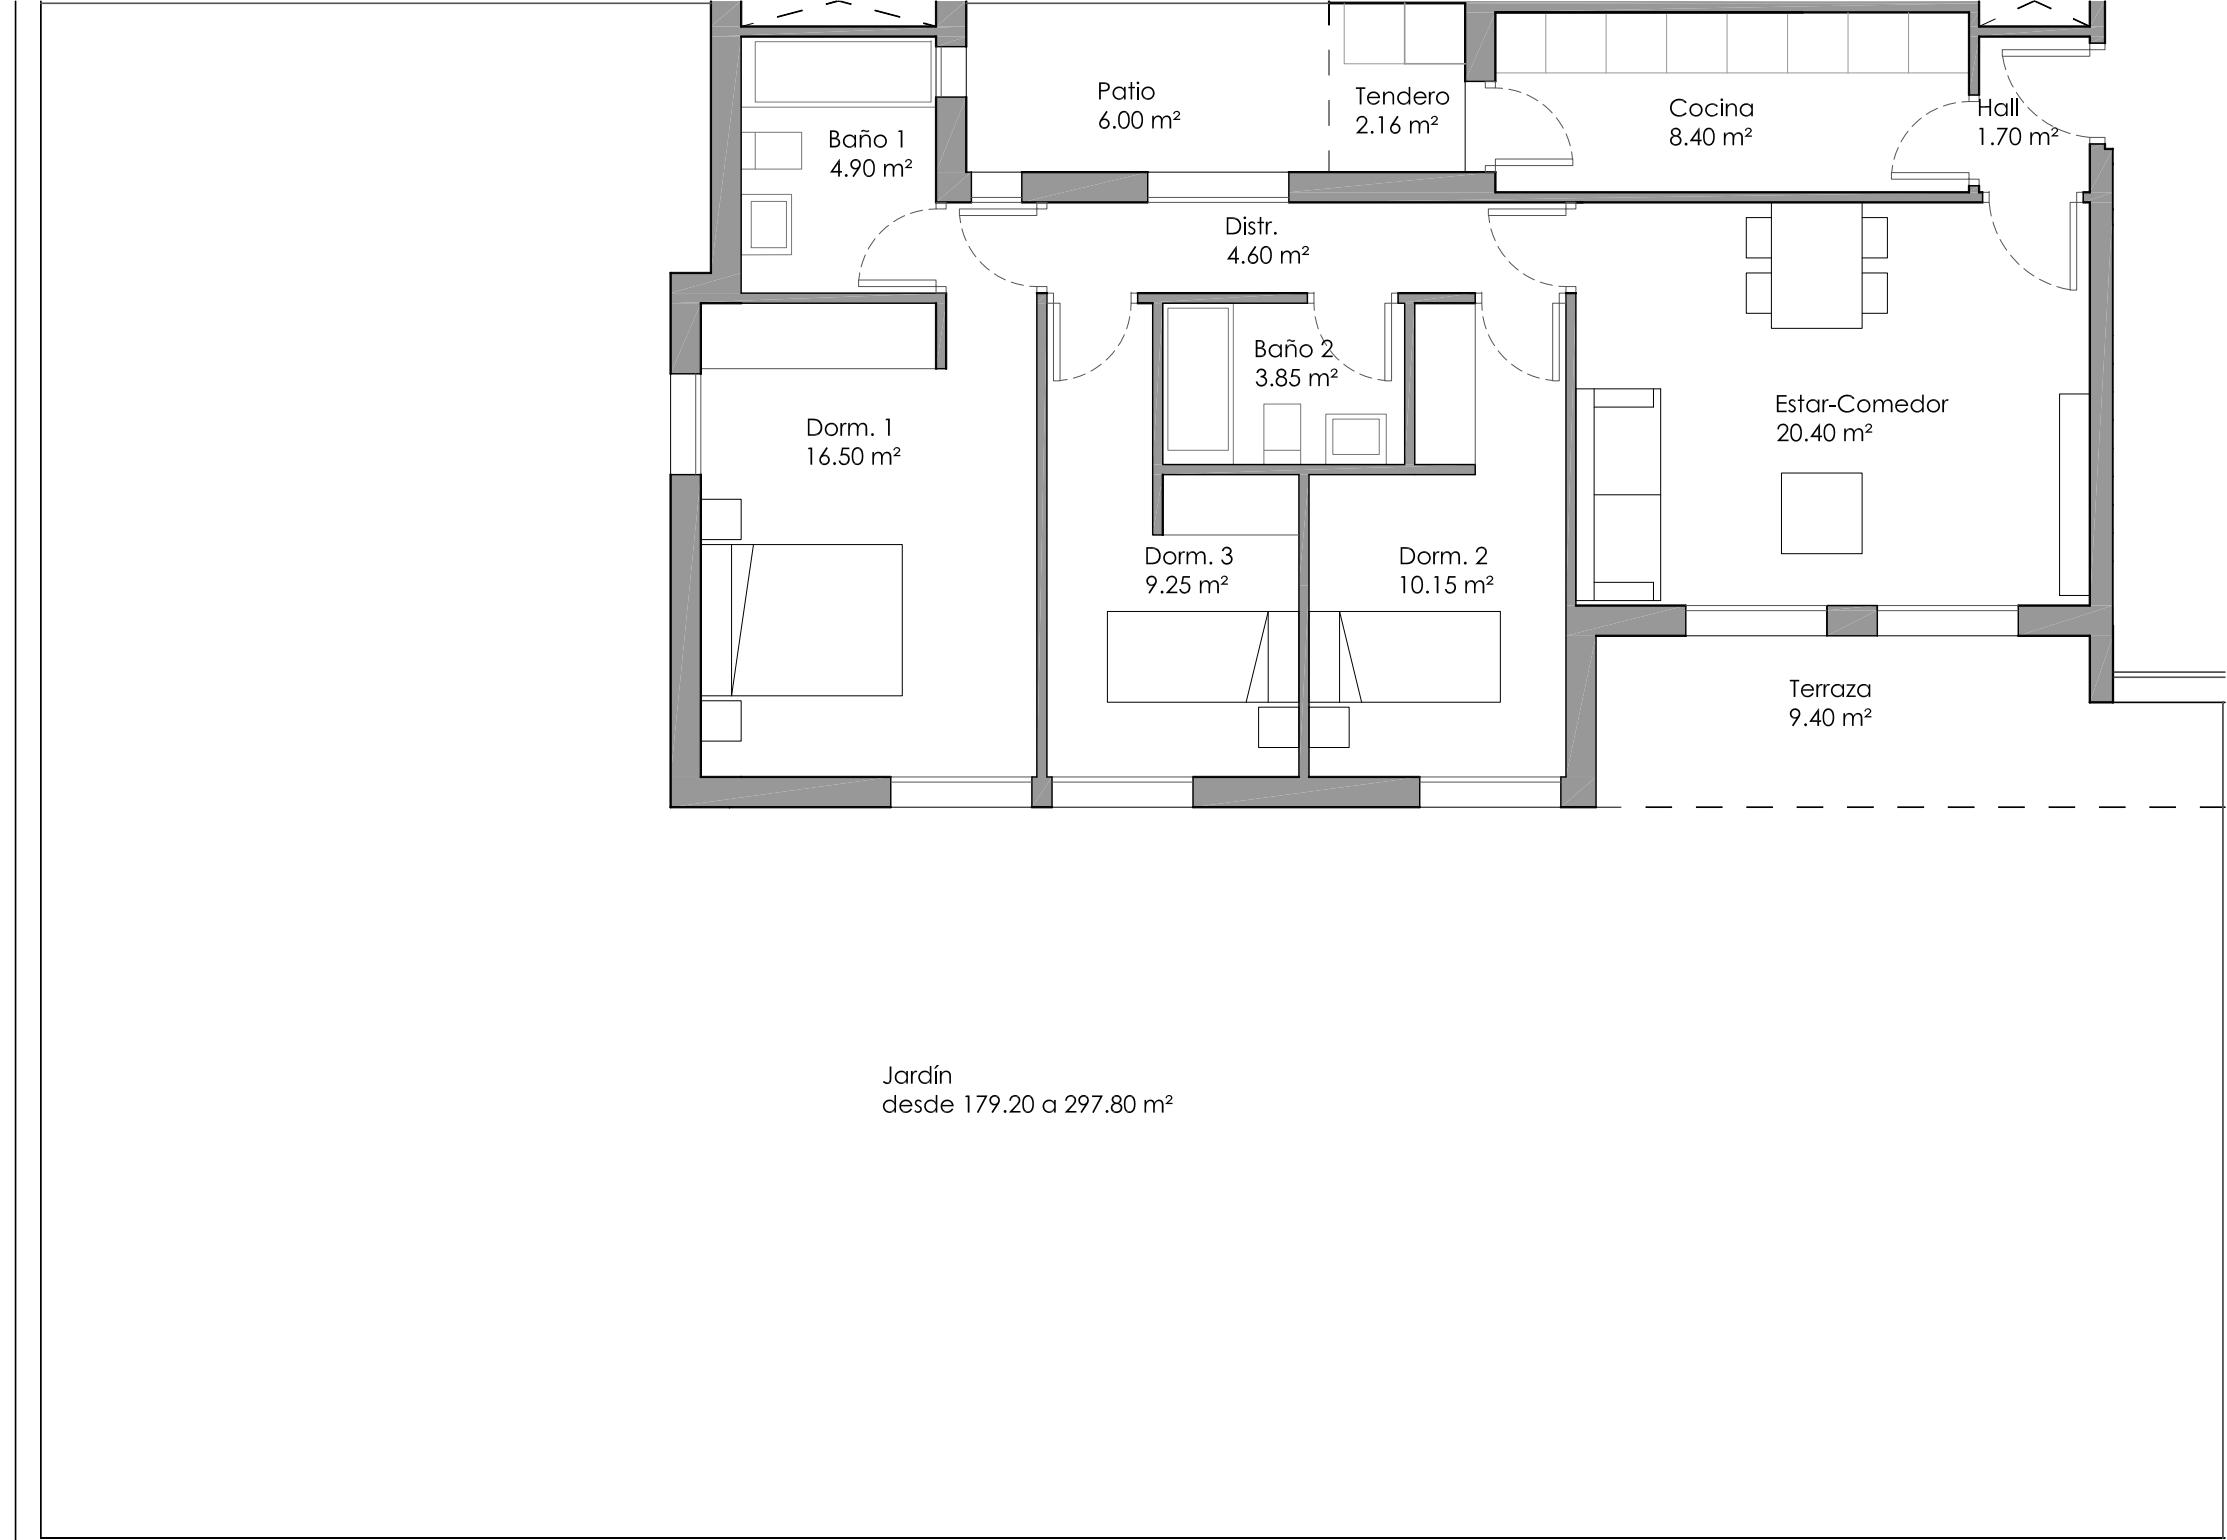 Patio
6.00 m²
Tendero
2.16 m²
Cocina
8.40 m²
Hall
1.70 m²
Baño 1
4.90 m²
Distr.
4.60 m²
Baño 2
3.85 m²
Estar-Comedor
20.40 m²
Dorm. 1
16.50 m²
Dorm. 3
9.25 m²
Dorm. 2
10.15 m²
Terraza
9.40 m²
Jardín
desde 179.20 a 297.80 m²